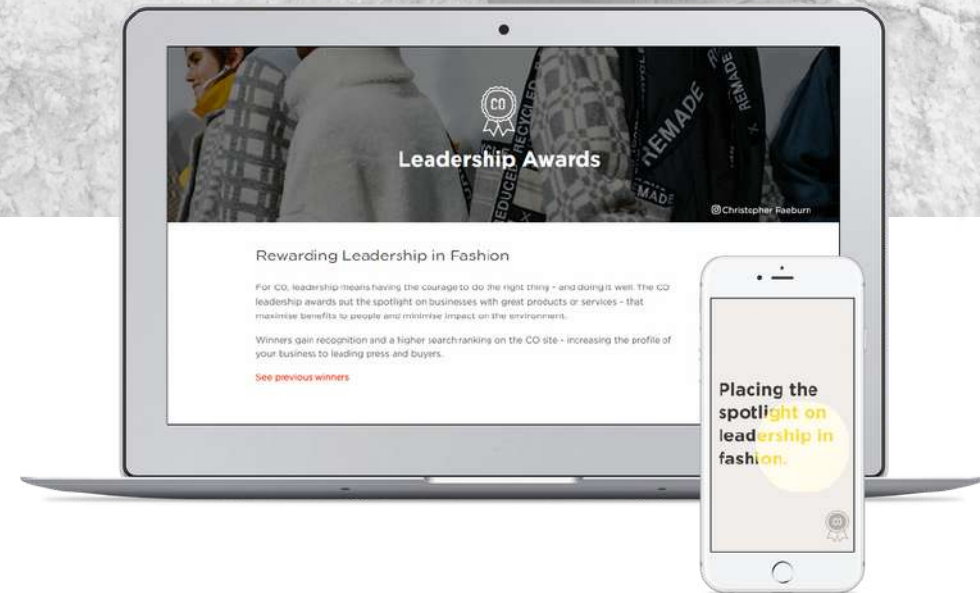 CO
Leadership Awards
REDUCED
RECYCLED
REMADE
REMADE
REMADE
Christopher Raeburn
Rewarding Leadership in Fashion
For CO, leadership means having the courage to do the right thing - and doing it well. The CO
leadership awards put the spotlight on businesses with great products or services - that
maximise benefits to people and minimise impact on the environment.
Winners gain recognition and a higher search ranking on the CO site - increasing the profile of
your business to leading press and buyers.
See previous winners
Placing the
spotlight on
leadership in
fashion.
CO